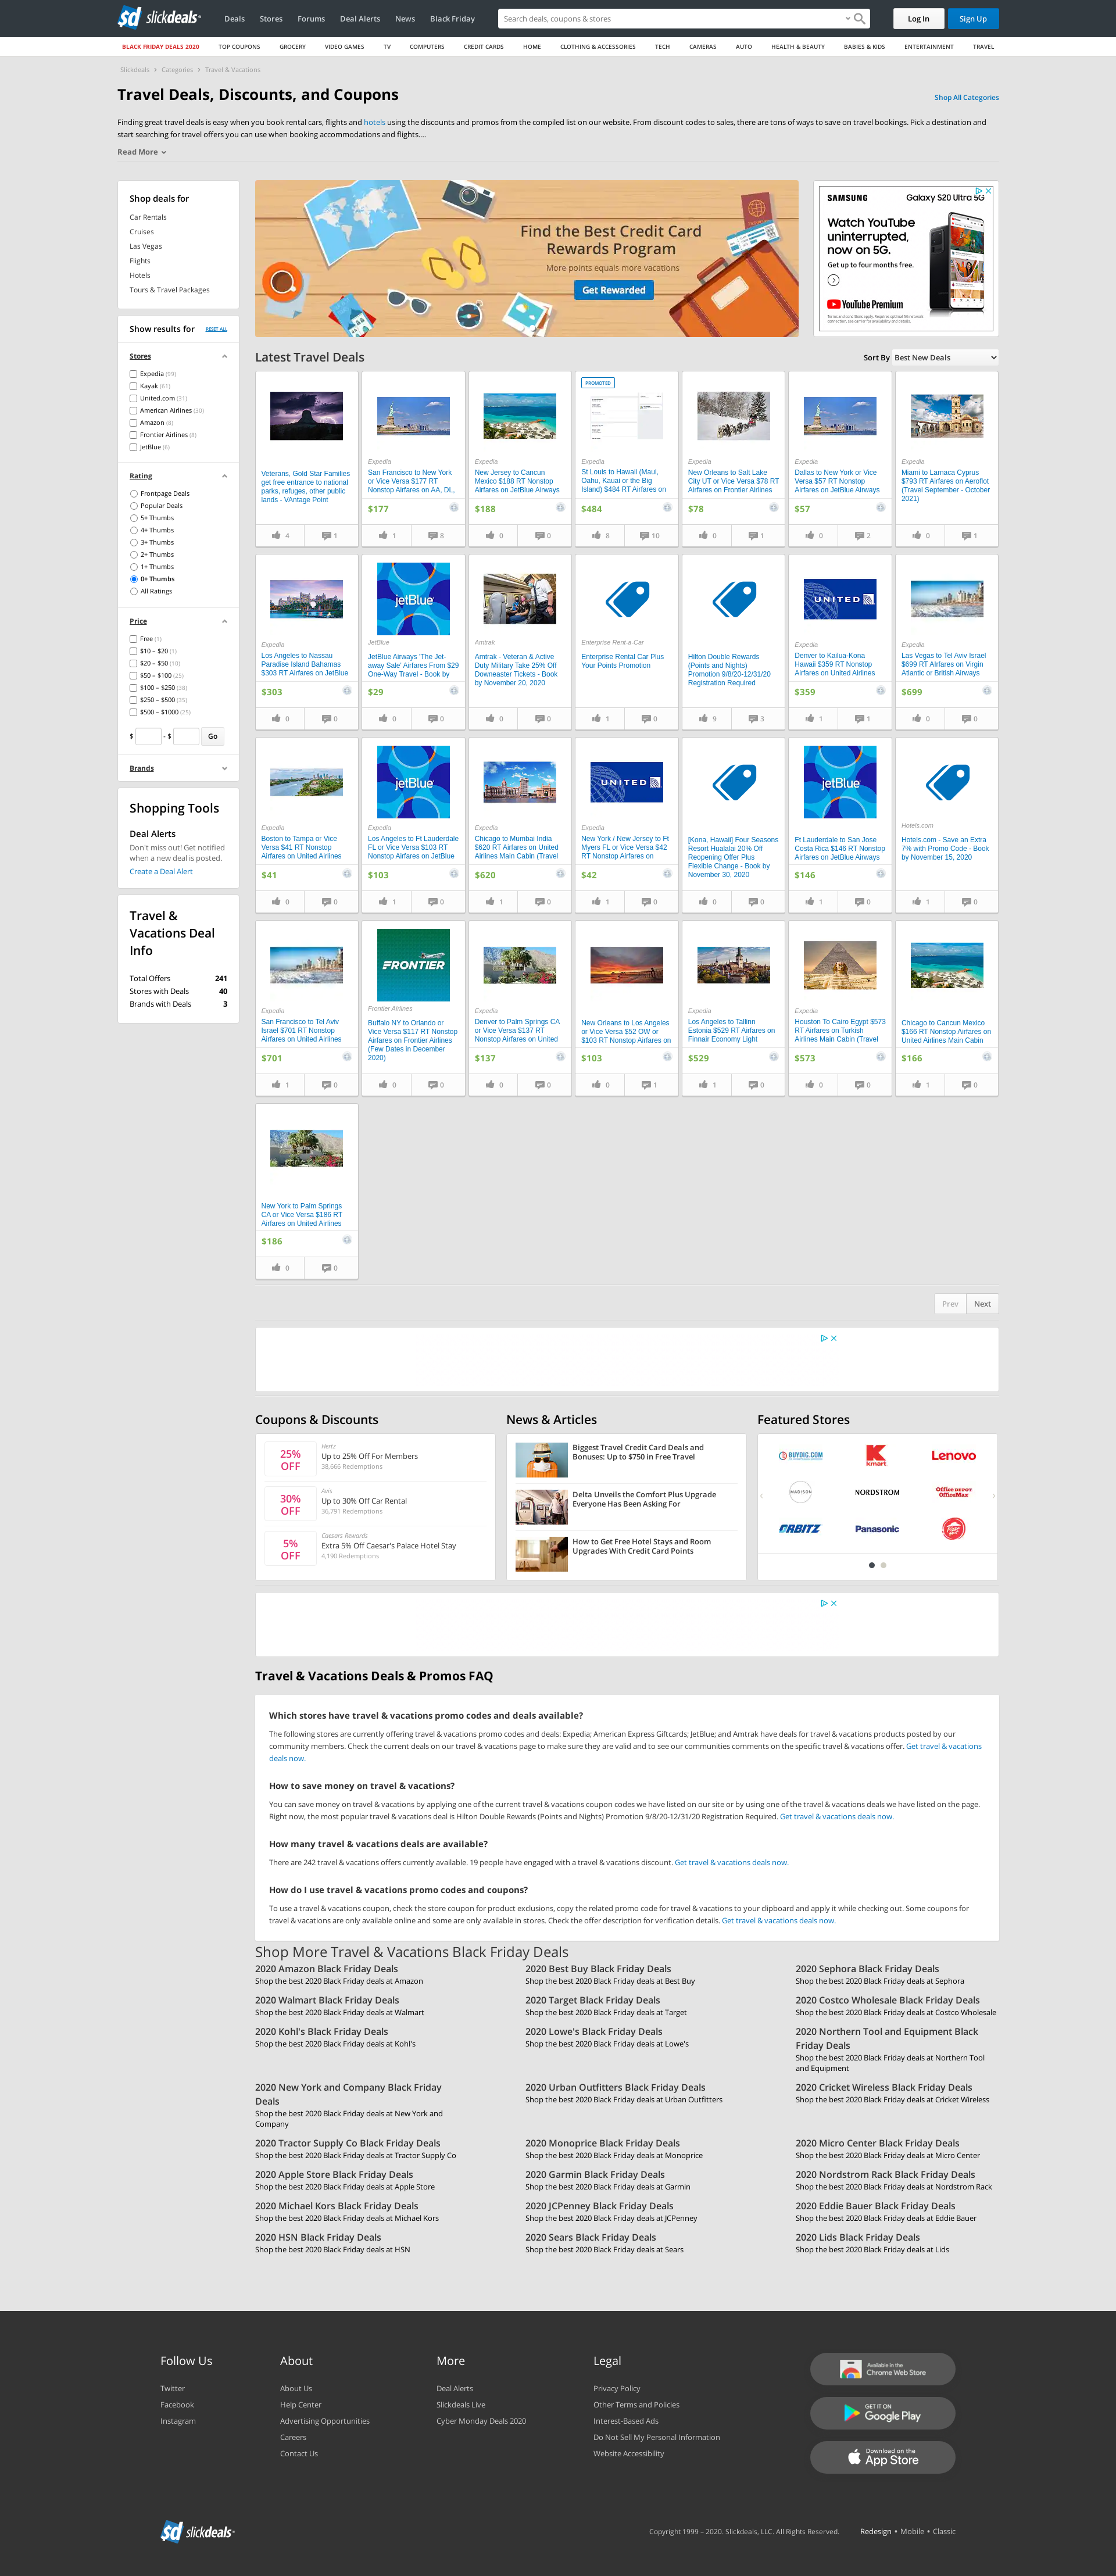 sd slickdeals
Deals
Stores
Forums
Deal Alerts
News
Black Friday
Search deals, coupons & stores
Log In
Sign Up
BLACK FRIDAY DEALS 2020
TOP COUPONS
GROCERY
VIDEO GAMES
TV
COMPUTERS
CREDIT CARDS
HOME
CLOTHING & ACCESSORIES
TECH
CAMERAS
AUTO
HEALTH & BEAUTY
BABIES & KIDS
ENTERTAINMENT
TRAVEL
Slickdeals > Categories > Travel & Vacations
Travel Deals, Discounts, and Coupons
Shop All Categories
Finding great travel deals is easy when you book rental cars, flights and hotels using the discounts and promos from the compiled list on our website. From discount codes to sales, there are tons of ways to save on travel bookings. Pick a destination and
start searching for travel offers you can use when booking accommodations and flights....
Read More
Shop deals for
Car Rentals
Cruises
Las Vegas
Flights
Hotels
Tours & Travel Packages
Show results for
RESET ALL
Stores
Expedia (99)
Kayak (61)
United.com (31)
American Airlines (30)
Amazon (8)
Frontier Airlines (8)
JetBlue (6)
Rating
Frontpage Deals
Popular Deals
5+ Thumbs
4+ Thumbs
3+ Thumbs
2+ Thumbs
1+ Thumbs
0+ Thumbs
All Ratings
Price
Free (1)
$10 – $20 (1)
$20 – $50 (10)
$50 – $100 (25)
$100 – $250 (38)
$250 – $500 (35)
$500 – $1000 (25)
$ - $ Go
Brands
Shopping Tools
Deal Alerts
Don't miss out! Get notified
when a new deal is posted.
Create a Deal Alert
Travel &
Vacations Deal
Info
Total Offers 241
Stores with Deals 40
Brands with Deals 3
Find the Best Credit Card
Rewards Program
More points equals more vacations
Get Rewarded
SAMSUNG
Galaxy S20 Ultra 5G
Watch YouTube
uninterrupted,
now on 5G.
Get up to four months free.
YouTube Premium
Latest Travel Deals
Sort By Best New Deals
Veterans, Gold Star Families
get free entrance to national
parks, refuges, other public
lands - VAntage Point
4 1
Expedia
San Francisco to New York
or Vice Versa $177 RT
Nonstop Airfares on AA, DL,
$177
1 8
Expedia
New Jersey to Cancun
Mexico $188 RT Nonstop
Airfares on JetBlue Airways
$188
0 0
PROMOTED
Expedia
St Louis to Hawaii (Maui,
Oahu, Kauai or the Big
Island) $484 RT Airfares on
$484
8 10
Expedia
New Orleans to Salt Lake
City UT or Vice Versa $78 RT
Airfares on Frontier Airlines
$78
0 1
Expedia
Dallas to New York or Vice
Versa $57 RT Nonstop
Airfares on JetBlue Airways
$57
0 2
Expedia
Miami to Larnaca Cyprus
$793 RT Airfares on Aeroflot
(Travel September - October
2021)
0 1
Expedia
Los Angeles to Nassau
Paradise Island Bahamas
$303 RT Airfares on JetBlue
$303
0 0
jetBlue
JetBlue
JetBlue Airways 'The Jet-
away Sale' Airfares From $29
One-Way Travel - Book by
$29
0 0
Amtrak
Amtrak - Veteran & Active
Duty Military Take 25% Off
Downeaster Tickets - Book
by November 20, 2020
0 0
Enterprise Rent-a-Car
Enterprise Rental Car Plus
Your Points Promotion
1 0
Hilton Double Rewards
(Points and Nights)
Promotion 9/8/20-12/31/20
Registration Required
9 3
UNITED
Expedia
Denver to Kailua-Kona
Hawaii $359 RT Nonstop
Airfares on United Airlines
$359
1 1
Expedia
Las Vegas to Tel Aviv Israel
$699 RT Airfares on Virgin
Atlantic or British Airways
$699
0 0
Expedia
Boston to Tampa or Vice
Versa $41 RT Nonstop
Airfares on United Airlines
$41
0 0
jetBlue
Expedia
Los Angeles to Ft Lauderdale
FL or Vice Versa $103 RT
Nonstop Airfares on JetBlue
$103
1 0
Expedia
Chicago to Mumbai India
$620 RT Airfares on United
Airlines Main Cabin (Travel
$620
1 0
UNITED
Expedia
New York / New Jersey to Ft
Myers FL or Vice Versa $42
RT Nonstop Airfares on
$42
1 0
[Kona, Hawaii] Four Seasons
Resort Hualalai 20% Off
Reopening Offer Plus
Flexible Change - Book by
November 30, 2020
0 0
jetBlue
Ft Lauderdale to San Jose
Costa Rica $146 RT Nonstop
Airfares on JetBlue Airways
$146
1 0
Hotels.com
Hotels.com - Save an Extra
7% with Promo Code - Book
by November 15, 2020
1 0
Expedia
San Francisco to Tel Aviv
Israel $701 RT Nonstop
Airfares on United Airlines
$701
1 0
FRONTIER
Frontier Airlines
Buffalo NY to Orlando or
Vice Versa $117 RT Nonstop
Airfares on Frontier Airlines
(Few Dates in December
2020)
0 0
Expedia
Denver to Palm Springs CA
or Vice Versa $137 RT
Nonstop Airfares on United
$137
0 0
New Orleans to Los Angeles
or Vice Versa $52 OW or
$103 RT Nonstop Airfares on
$103
0 1
Expedia
Los Angeles to Tallinn
Estonia $529 RT Airfares on
Finnair Economy Light
$529
1 0
Expedia
Houston To Cairo Egypt $573
RT Airfares on Turkish
Airlines Main Cabin (Travel
$573
0 0
Chicago to Cancun Mexico
$166 RT Nonstop Airfares on
United Airlines Main Cabin
$166
1 0
New York to Palm Springs
CA or Vice Versa $186 RT
Airfares on United Airlines
$186
0 0
Prev
Next
Coupons & Discounts
25%
OFF
Hertz
Up to 25% Off For Members
38,666 Redemptions
30%
OFF
Avis
Up to 30% Off Car Rental
36,791 Redemptions
5%
OFF
Caesars Rewards
Extra 5% Off Caesar's Palace Hotel Stay
4,190 Redemptions
News & Articles
Biggest Travel Credit Card Deals and
Bonuses: Up to $750 in Free Travel
Delta Unveils the Comfort Plus Upgrade
Everyone Has Been Asking For
How to Get Free Hotel Stays and Room
Upgrades With Credit Card Points
Featured Stores
BUYDIG.COM
kmart
Lenovo
MADISON
NORDSTROM
Office DEPOT
OfficeMax
ORBITZ
Panasonic
Pizza Hut
Travel & Vacations Deals & Promos FAQ
Which stores have travel & vacations promo codes and deals available?
The following stores are currently offering travel & vacations promo codes and deals: Expedia; American Express Giftcards; JetBlue; and Amtrak have deals for travel & vacations products posted by our
community members. Check the current deals on our travel & vacations page to make sure they are valid and to see our communities comments on the specific travel & vacations offer. Get travel & vacations
deals now.
How to save money on travel & vacations?
You can save money on travel & vacations by applying one of the current travel & vacations coupon codes we have listed on our site or by using one of the travel & vacations deals we have listed on the page.
Right now, the most popular travel & vacations deal is Hilton Double Rewards (Points and Nights) Promotion 9/8/20-12/31/20 Registration Required. Get travel & vacations deals now.
How many travel & vacations deals are available?
There are 242 travel & vacations offers currently available. 19 people have engaged with a travel & vacations discount. Get travel & vacations deals now.
How do I use travel & vacations promo codes and coupons?
To use a travel & vacations coupon, check the store coupon for product exclusions, copy the related promo code for travel & vacations to your clipboard and apply it while checking out. Some coupons for
travel & vacations are only available online and some are only available in stores. Check the offer description for verification details. Get travel & vacations deals now.
Shop More Travel & Vacations Black Friday Deals
2020 Amazon Black Friday Deals
Shop the best 2020 Black Friday deals at Amazon
2020 Best Buy Black Friday Deals
Shop the best 2020 Black Friday deals at Best Buy
2020 Sephora Black Friday Deals
Shop the best 2020 Black Friday deals at Sephora
2020 Walmart Black Friday Deals
Shop the best 2020 Black Friday deals at Walmart
2020 Target Black Friday Deals
Shop the best 2020 Black Friday deals at Target
2020 Costco Wholesale Black Friday Deals
Shop the best 2020 Black Friday deals at Costco Wholesale
2020 Kohl's Black Friday Deals
Shop the best 2020 Black Friday deals at Kohl's
2020 Lowe's Black Friday Deals
Shop the best 2020 Black Friday deals at Lowe's
2020 Northern Tool and Equipment Black
Friday Deals
Shop the best 2020 Black Friday deals at Northern Tool
and Equipment
2020 New York and Company Black Friday
Deals
Shop the best 2020 Black Friday deals at New York and
Company
2020 Urban Outfitters Black Friday Deals
Shop the best 2020 Black Friday deals at Urban Outfitters
2020 Cricket Wireless Black Friday Deals
Shop the best 2020 Black Friday deals at Cricket Wireless
2020 Tractor Supply Co Black Friday Deals
Shop the best 2020 Black Friday deals at Tractor Supply Co
2020 Monoprice Black Friday Deals
Shop the best 2020 Black Friday deals at Monoprice
2020 Micro Center Black Friday Deals
Shop the best 2020 Black Friday deals at Micro Center
2020 Apple Store Black Friday Deals
Shop the best 2020 Black Friday deals at Apple Store
2020 Garmin Black Friday Deals
Shop the best 2020 Black Friday deals at Garmin
2020 Nordstrom Rack Black Friday Deals
Shop the best 2020 Black Friday deals at Nordstrom Rack
2020 Michael Kors Black Friday Deals
Shop the best 2020 Black Friday deals at Michael Kors
2020 JCPenney Black Friday Deals
Shop the best 2020 Black Friday deals at JCPenney
2020 Eddie Bauer Black Friday Deals
Shop the best 2020 Black Friday deals at Eddie Bauer
2020 HSN Black Friday Deals
Shop the best 2020 Black Friday deals at HSN
2020 Sears Black Friday Deals
Shop the best 2020 Black Friday deals at Sears
2020 Lids Black Friday Deals
Shop the best 2020 Black Friday deals at Lids
Follow Us
Twitter
Facebook
Instagram
About
About Us
Help Center
Advertising Opportunities
Careers
Contact Us
More
Deal Alerts
Slickdeals Live
Cyber Monday Deals 2020
Legal
Privacy Policy
Other Terms and Policies
Interest-Based Ads
Do Not Sell My Personal Information
Website Accessibility
Available in the
Chrome Web Store
GET IT ON
Google Play
Download on the
App Store
sd slickdeals
Copyright 1999 – 2020. Slickdeals, LLC. All Rights Reserved.
Redesign • Mobile • Classic